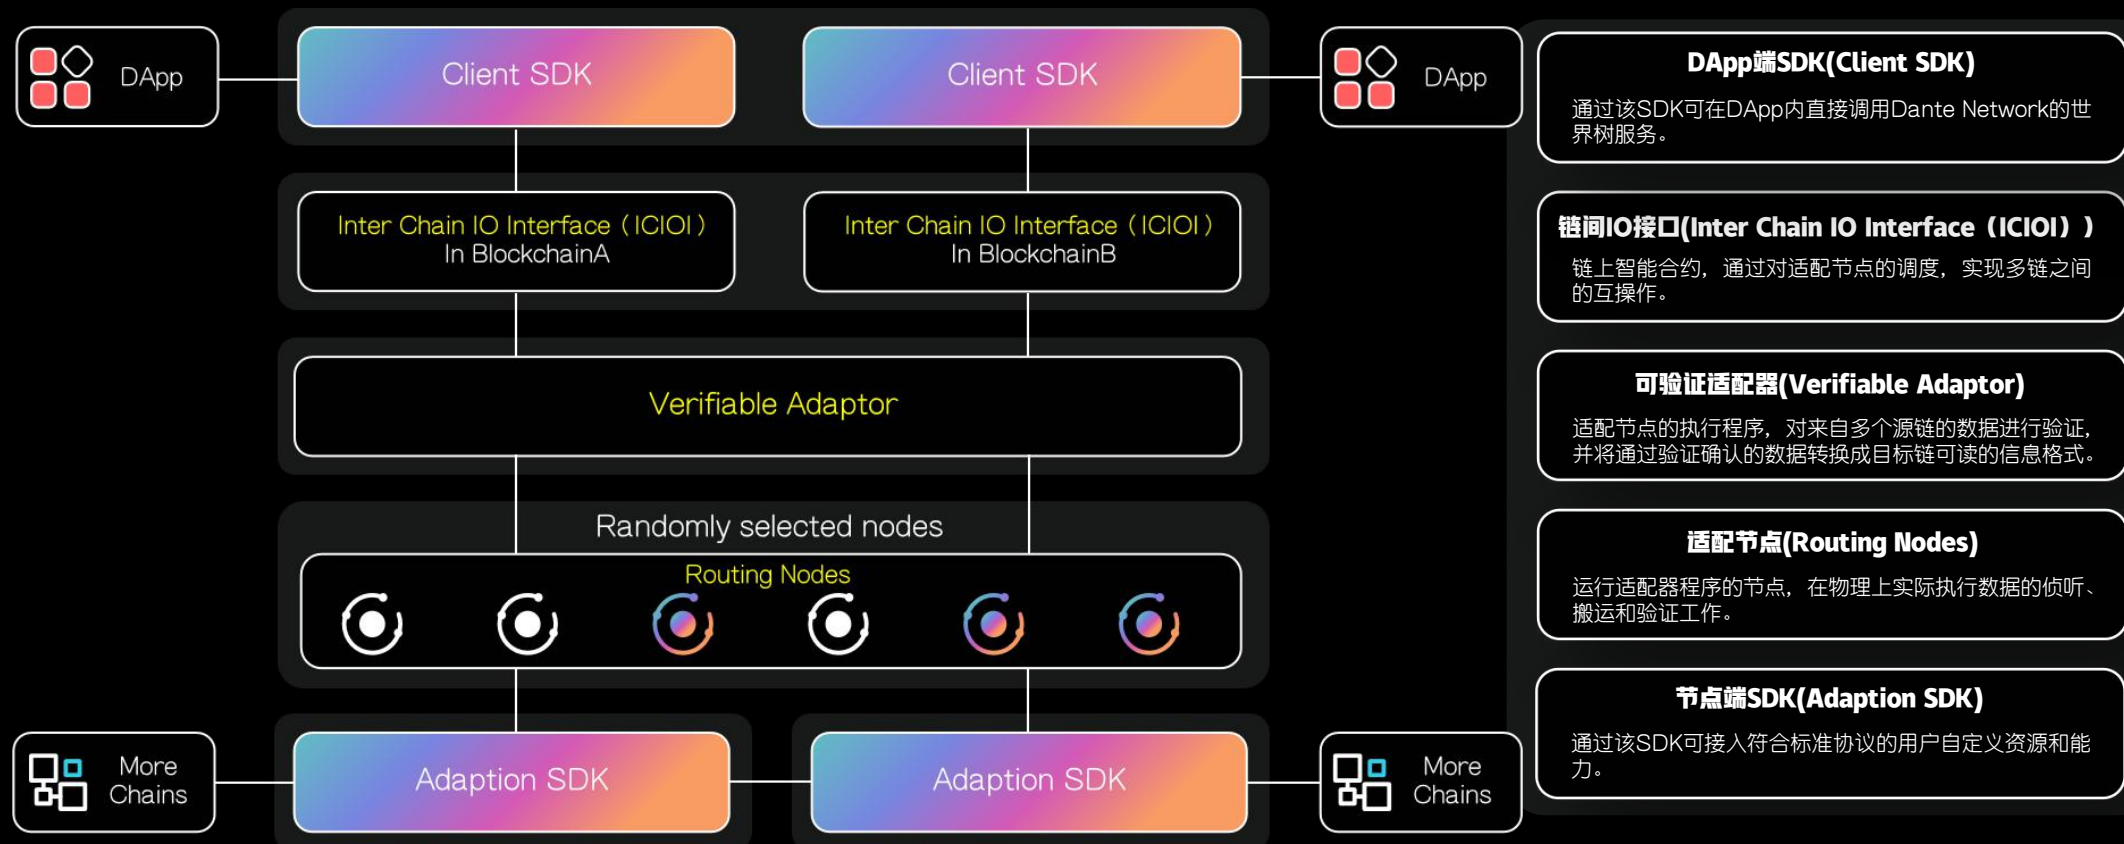 DApp
Client SDK
Client SDK
DApp
Inter Chain IO Interface（ICIOI）
In BlockchainA
Inter Chain IO Interface（ICIOI）
In BlockchainB
Verifiable Adaptor
Randomly selected nodes
Routing Nodes
More
Chains
Adaption SDK
Adaption SDK
More
Chains
DApp端SDK(Client SDK)
通过该SDK可在DApp内直接调用Dante Network的世
界树服务。
链间IO接口(Inter Chain IO Interface（ICIOI）)
链上智能合约，通过对适配节点的调度，实现多链之间
的互操作。
可验证适配器(Verifiable Adaptor)
适配节点的执行程序，对来自多个源链的数据进行验证，
并将通过验证确认的数据转换成目标链可读的信息格式。
适配节点(Routing Nodes)
运行适配器程序的节点，在物理上实际执行数据的侦听、
搬运和验证工作。
节点端SDK(Adaption SDK)
通过该SDK可接入符合标准协议的用户自定义资源和能
力。